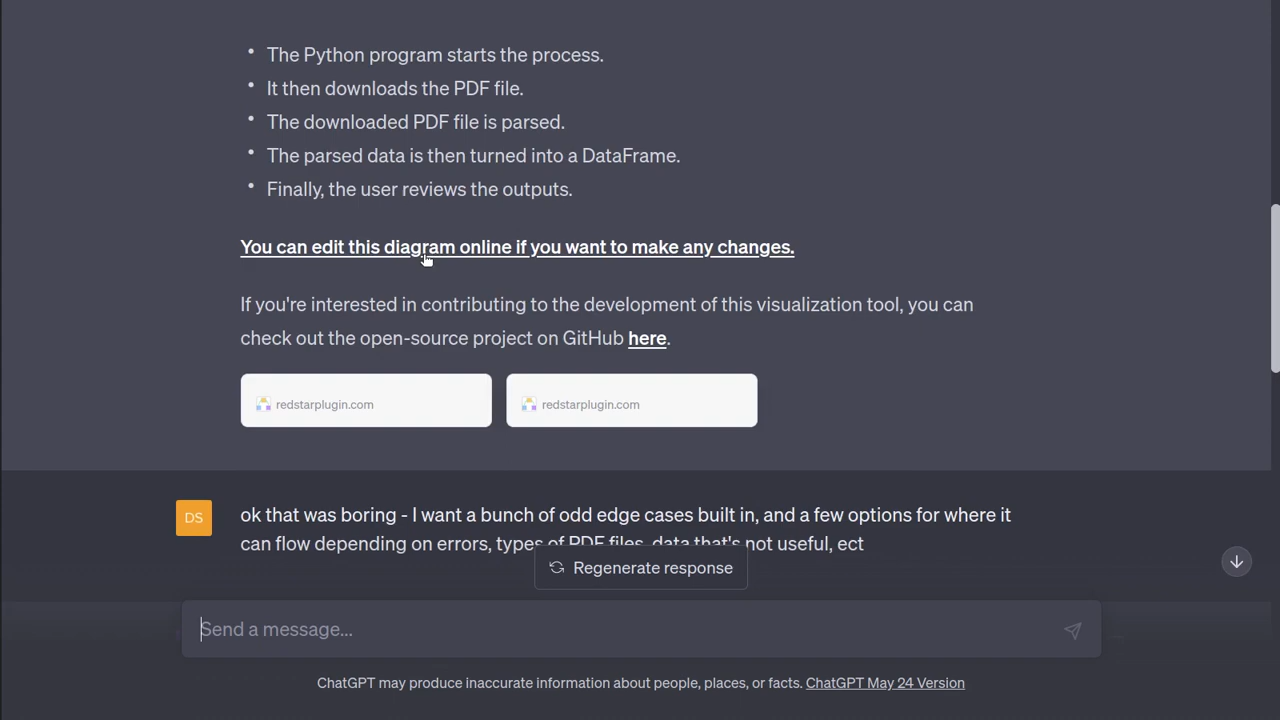 The Python program starts the process.
It then downloads the PDF file.
The downloaded PDF file is parsed.
The parsed data is then turned into a DataFrame.
Finally, the user reviews the outputs.
You can edit this diagram online if you want to make any changes.
If you're interested in contributing to the development of this visualization tool, you can
check out the open-source project on GitHub here.
redstarplugin.com
redstarplugin.com
DS
ok that was boring - I want a bunch of odd edge cases built in, and a few options for where it
can flow depending on errors, types of PDF files, data that's not useful, ect
Regenerate response
Send a message...
ChatGPT may produce inaccurate information about people, places, or facts. ChatGPT May 24 Version